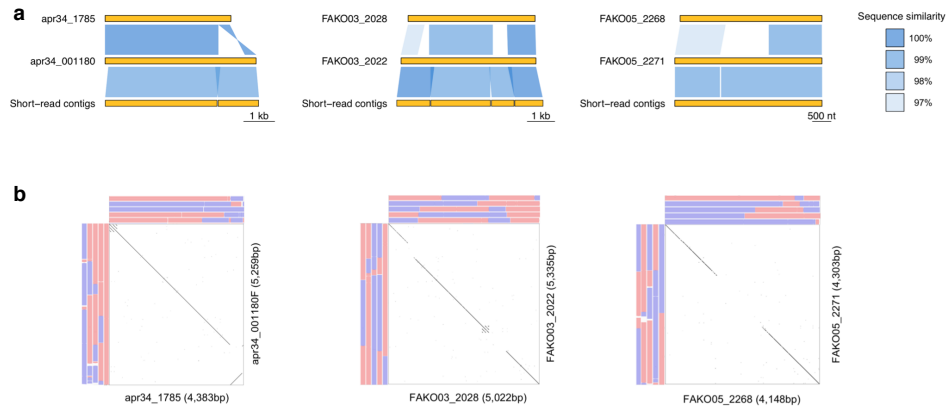 a
apr34_1785
apr34_001180
Short-read contigs
1 kb
FAKO03_2028
FAKO03_2022
Short-read contigs
1 kb
FAKO05_2268
FAKO05_2271
Short-read contigs
500 nt
Sequence similarity
100%
99%
98%
97%
b
apr34_001180F (5,259bp)
apr34_1785 (4,383bp)
FAKO03_2022 (5,335bp)
FAKO03_2028 (5,022bp)
FAKO05_2271 (4,303bp)
FAKO05_2268 (4,148bp)